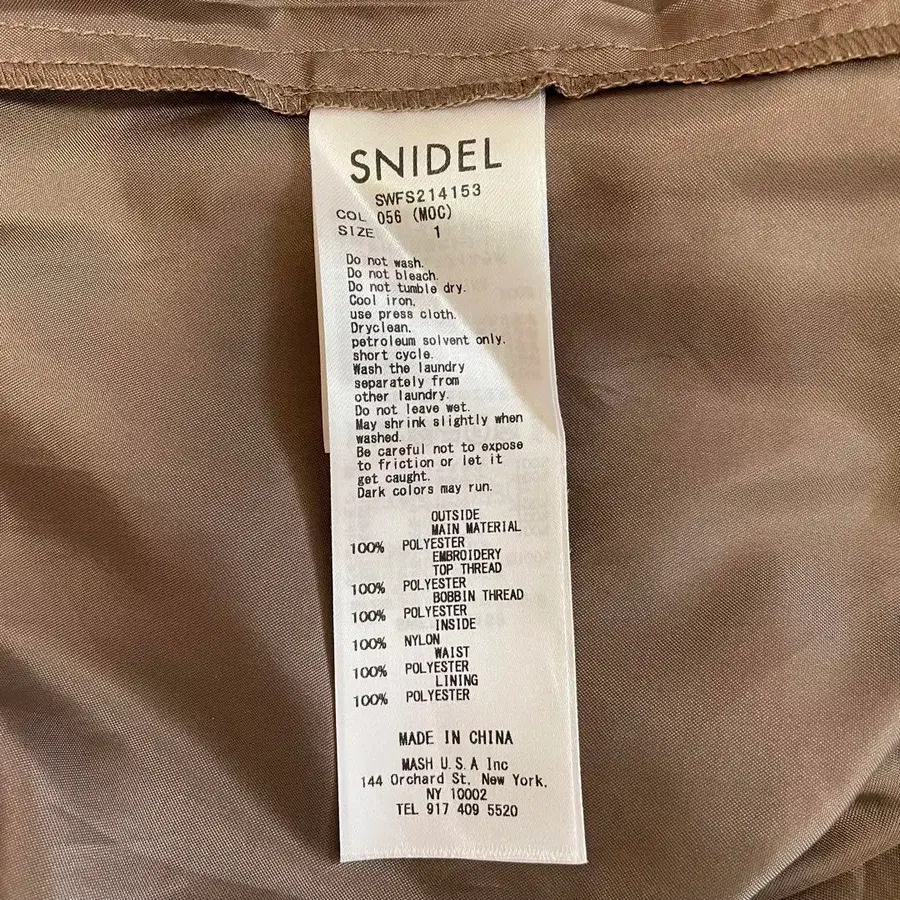 SNIDEL
SWFS214153
COL 056 (MOC)
SIZE 1
Do not wash.
Do not bleach.
Do not tumble dry.
Cool iron,
use press cloth.
Dryclean,
petroleum solvent only.
short cycle.
Wash the laundry
separately from
other laundry.
Do not leave wet.
May shrink slightly when
washed.
Be careful not to expose
to friction or let it
get caught.
Dark colors may run.
OUTSIDE
MAIN MATERIAL
100% POLYESTER
EMBROIDERY
TOP THREAD
100% POLYESTER
BOBBIN THREAD
100% POLYESTER
INSIDE
100% NYLON
WAIST
100% POLYESTER
LINING
100% POLYESTER
MADE IN CHINA
MASH U.S.A Inc
144 Orchard St, New York,
NY 10002
TEL 917 409 5520